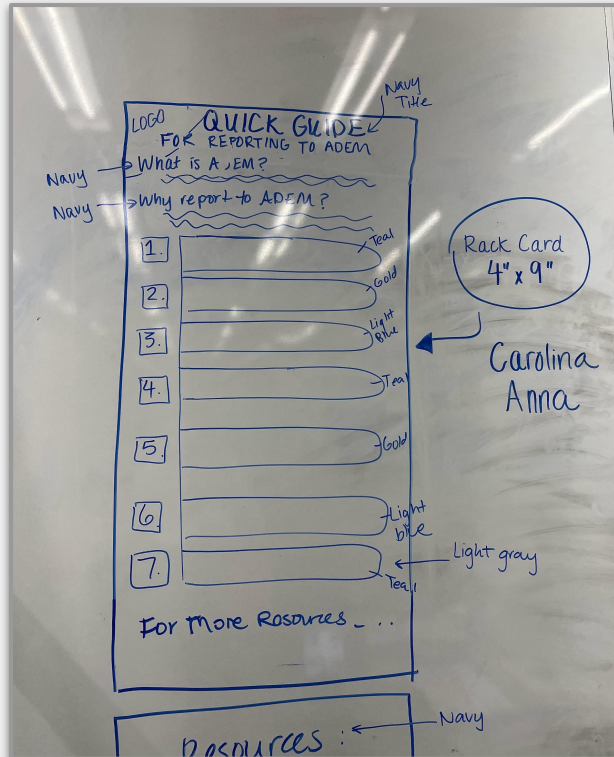 Navy
Title
LOGO
QUICK GUIDE
FOR REPORTING TO ADEM
Navy
What is A EM?
Navy
Why report to ADEM?
1.
Teal
2.
Gold
3.
Light
Blue
4.
Teal
5.
Gold
6.
Light
blue
7.
Light gray
Teal
For More Rosources_ ...
Rack Card
4" x 9"
Carolina
Anna
Resources :
Navy